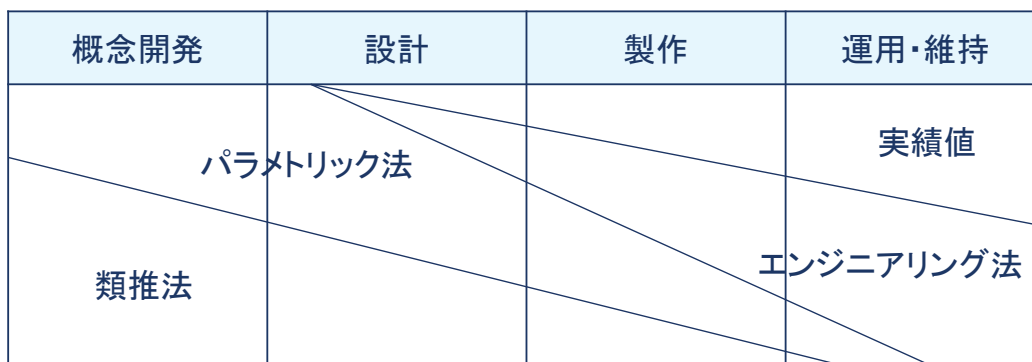 概念開発
設計
製作
運用・維持
実績値
パラメトリック法
エンジニアリング法
類推法